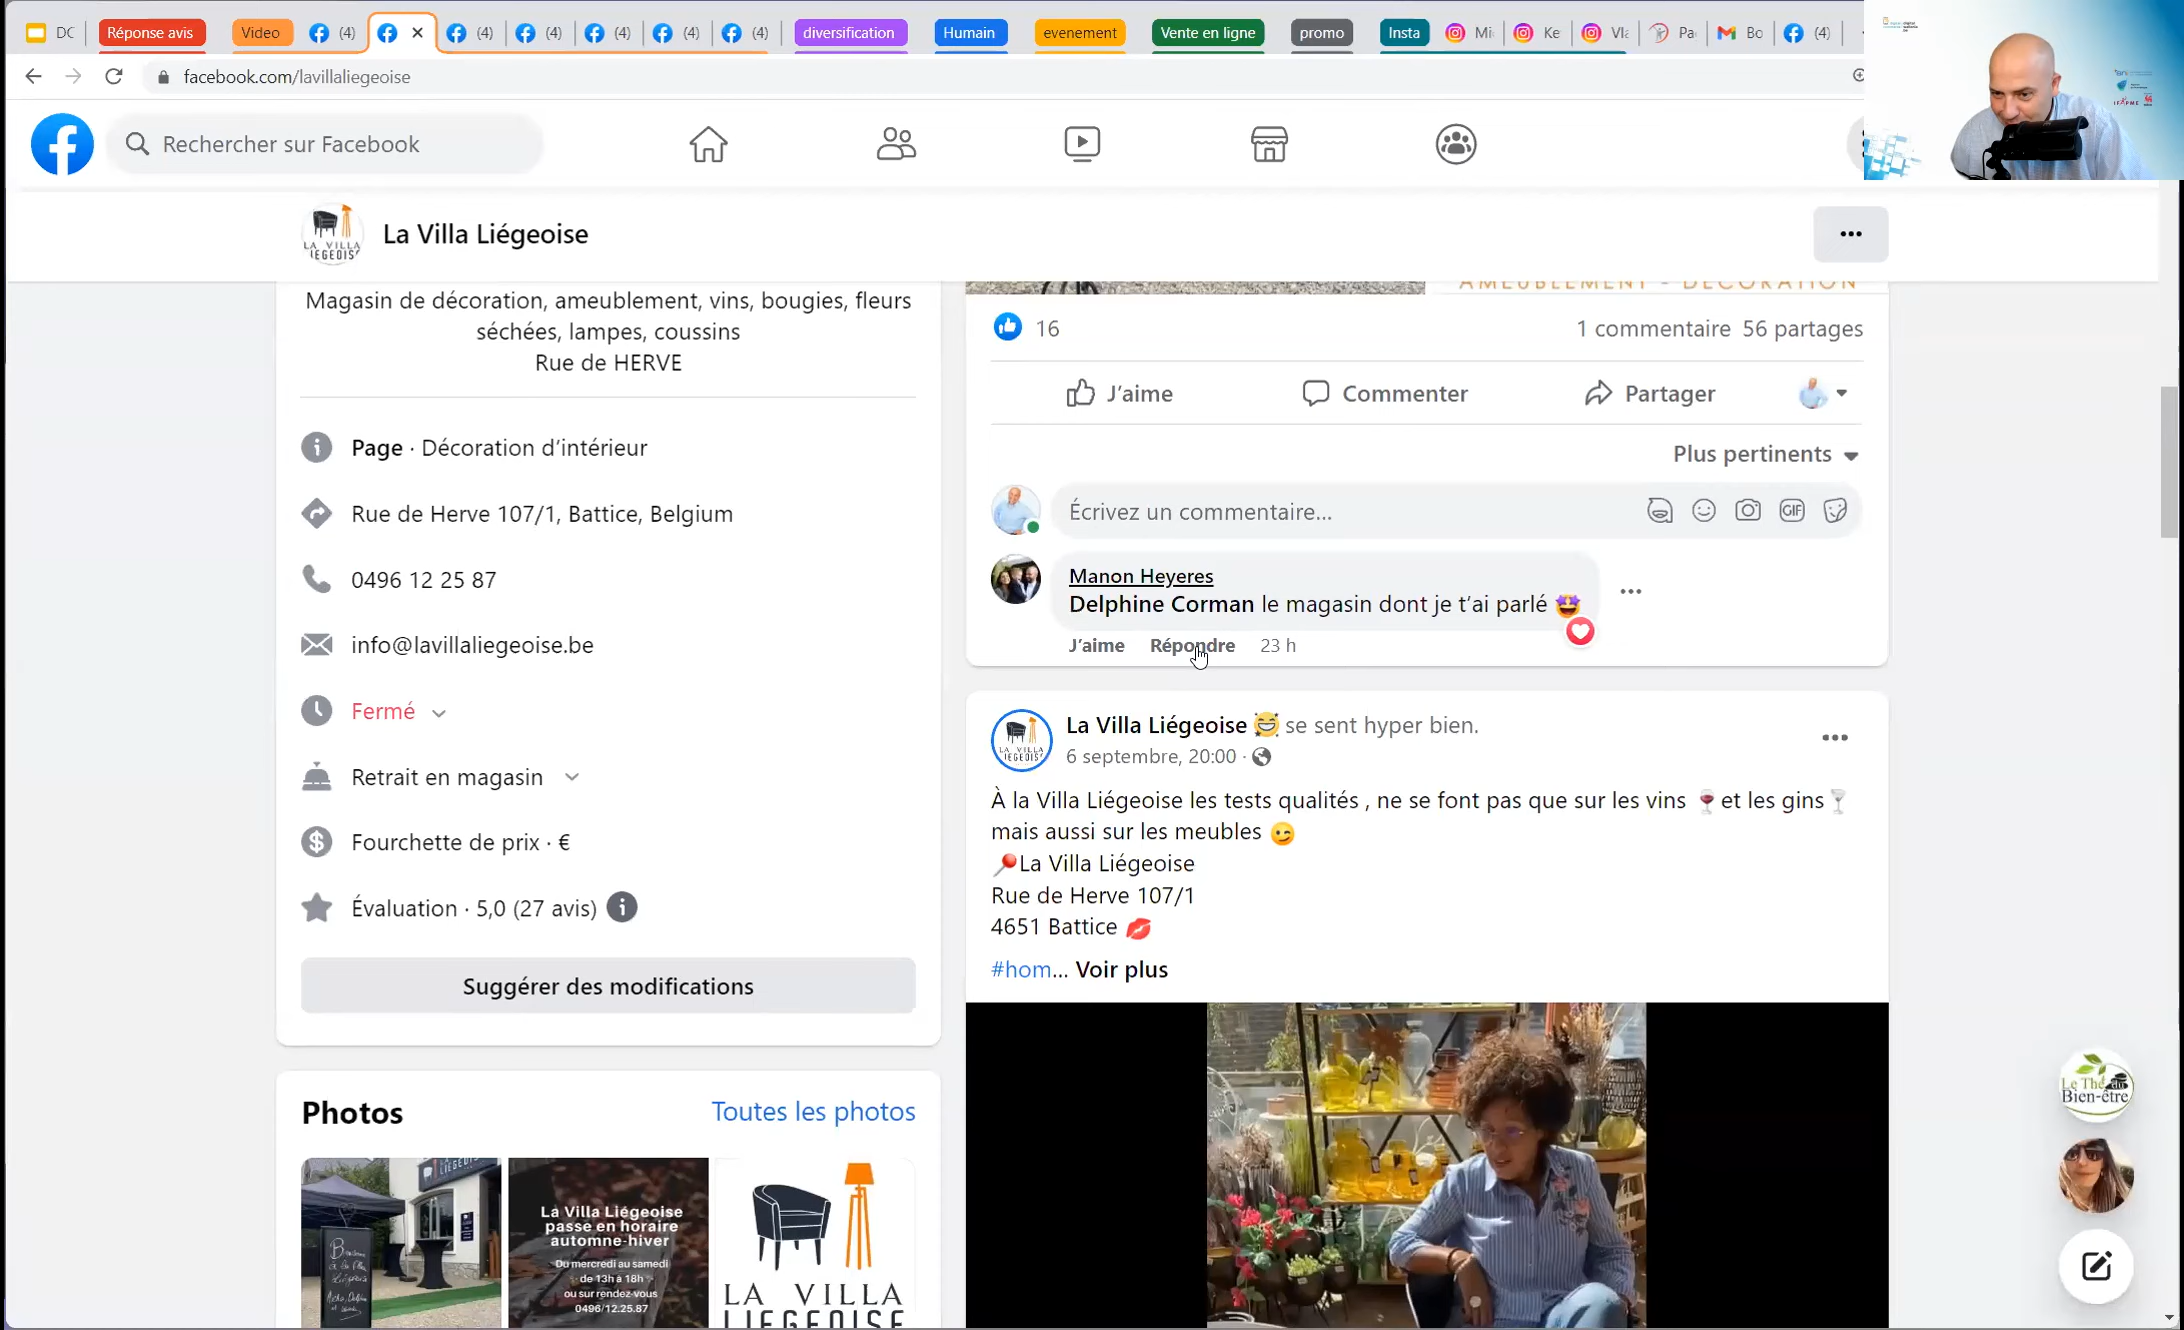 DC
Réponse avis
Video
(4)
(4)
(4)
(4)
(4)
(4)
diversification
Humain
evenement
Vente en ligne
promo
Insta
Mi
Ke
Vla
Pa
Bo
(4)
facebook.com/lavillaliegeoise
Rechercher sur Facebook
IFAPME
LA VILLA
LIEGEOISE
La Villa Liégeoise
Magasin de décoration, ameublement, vins, bougies, fleurs
séchées, lampes, coussins
Rue de HERVE
Page · Décoration d'intérieur
Rue de Herve 107/1, Battice, Belgium
0496 12 25 87
info@lavillaliegeoise.be
Fermé
Retrait en magasin
Fourchette de prix · €
Évaluation · 5,0 (27 avis)
Suggérer des modifications
Photos
Toutes les photos
La Villa Liégeoise
passe en horaire
automne-hiver
Du mercredi au samedi
de 13h à 18h
ou sur rendez-vous
0496/12.25.87
LA VILLA
LIEGEOISE
AMEUBLEMENT - DÉCORATION
16
1 commentaire 56 partages
J'aime
Commenter
Partager
Plus pertinents
Écrivez un commentaire...
GIF
Manon Heyeres
Delphine Corman le magasin dont je t'ai parlé 🤩
J'aime Répondre 23 h
La Villa Liégeoise 😆 se sent hyper bien.
6 septembre, 20:00 ·
À la Villa Liégeoise les tests qualités , ne se font pas que sur les vins 🍷 et les gins🍸
mais aussi sur les meubles 😉
📍La Villa Liégeoise
Rue de Herve 107/1
4651 Battice 💋
#hom... Voir plus
Le Thé du
Bien-être